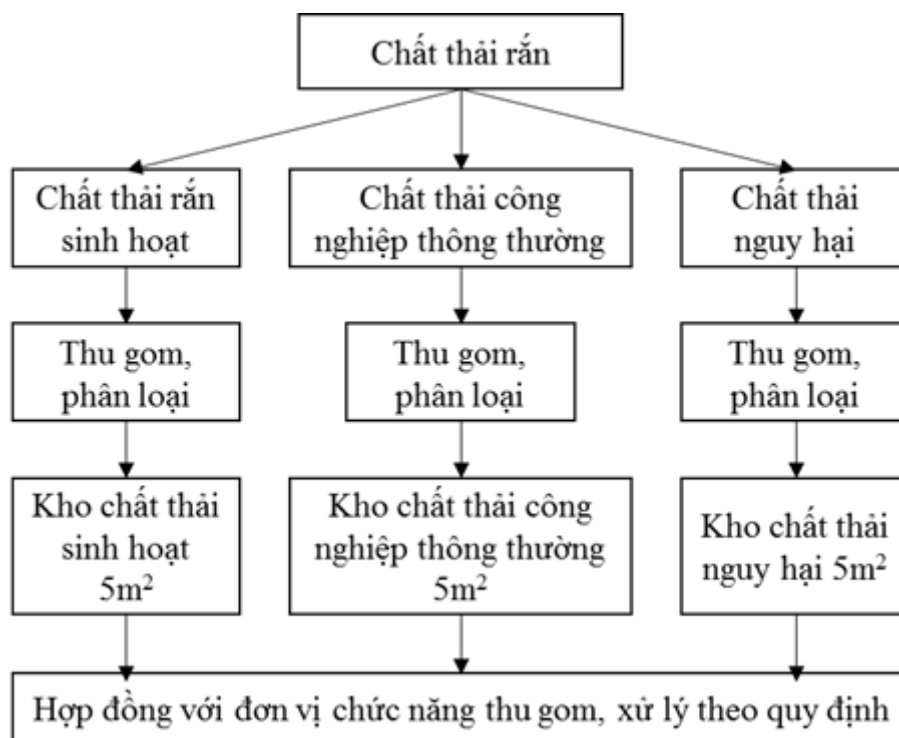 Chất thải rắn
Chất thải rắn
sinh hoạt
Chất thải công
nghiệp thông thường
Chất thải
nguy hại
Thu gom,
phân loại
Thu gom,
phân loại
Thu gom,
phân loại
Kho chất thải
sinh hoạt
5m²
Kho chất thải công
nghiệp thông thường
5m²
Kho chất thải
nguy hại 5m²
Hợp đồng với đơn vị chức năng thu gom, xử lý theo quy định